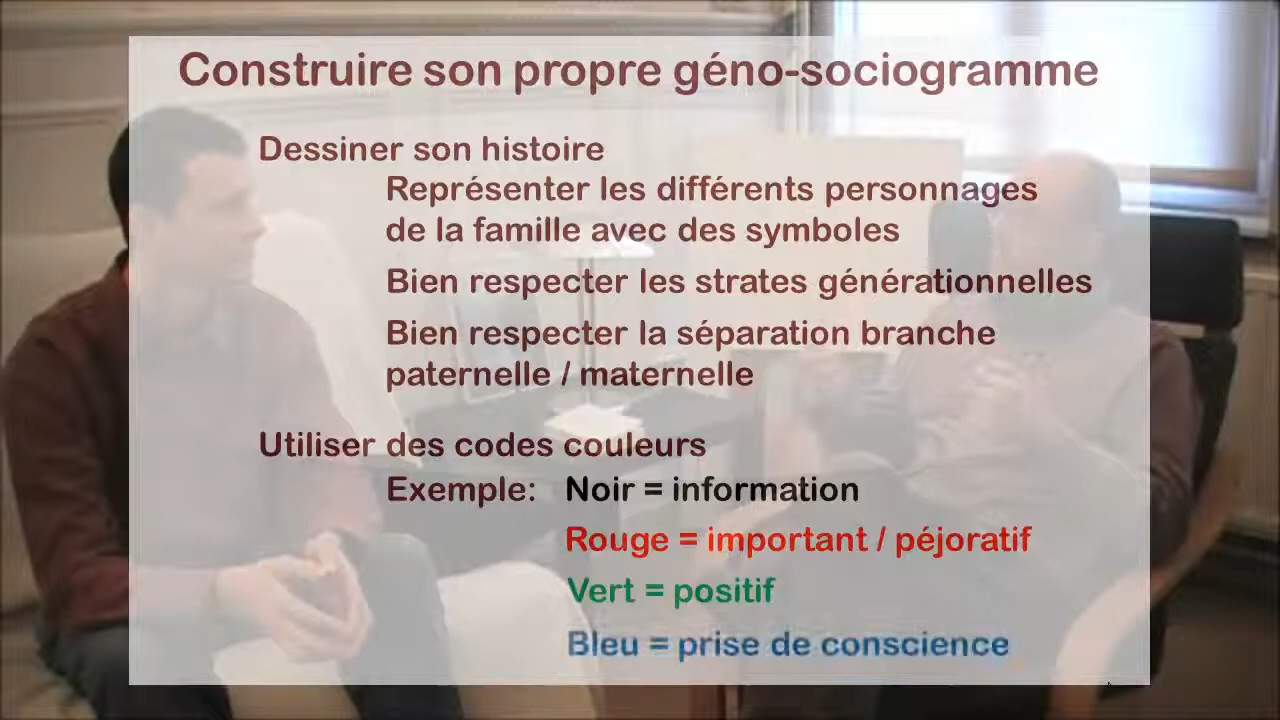 Construire son propre géno-sociogramme
Dessiner son histoire
Représenter les différents personnages
de la famille avec des symboles
Bien respecter les strates générationnelles
Bien respecter la séparation branche
paternelle / maternelle
Utiliser des codes couleurs
Exemple: Noir = information
Rouge = important / péjoratif
Vert = positif
Bleu = prise de conscience